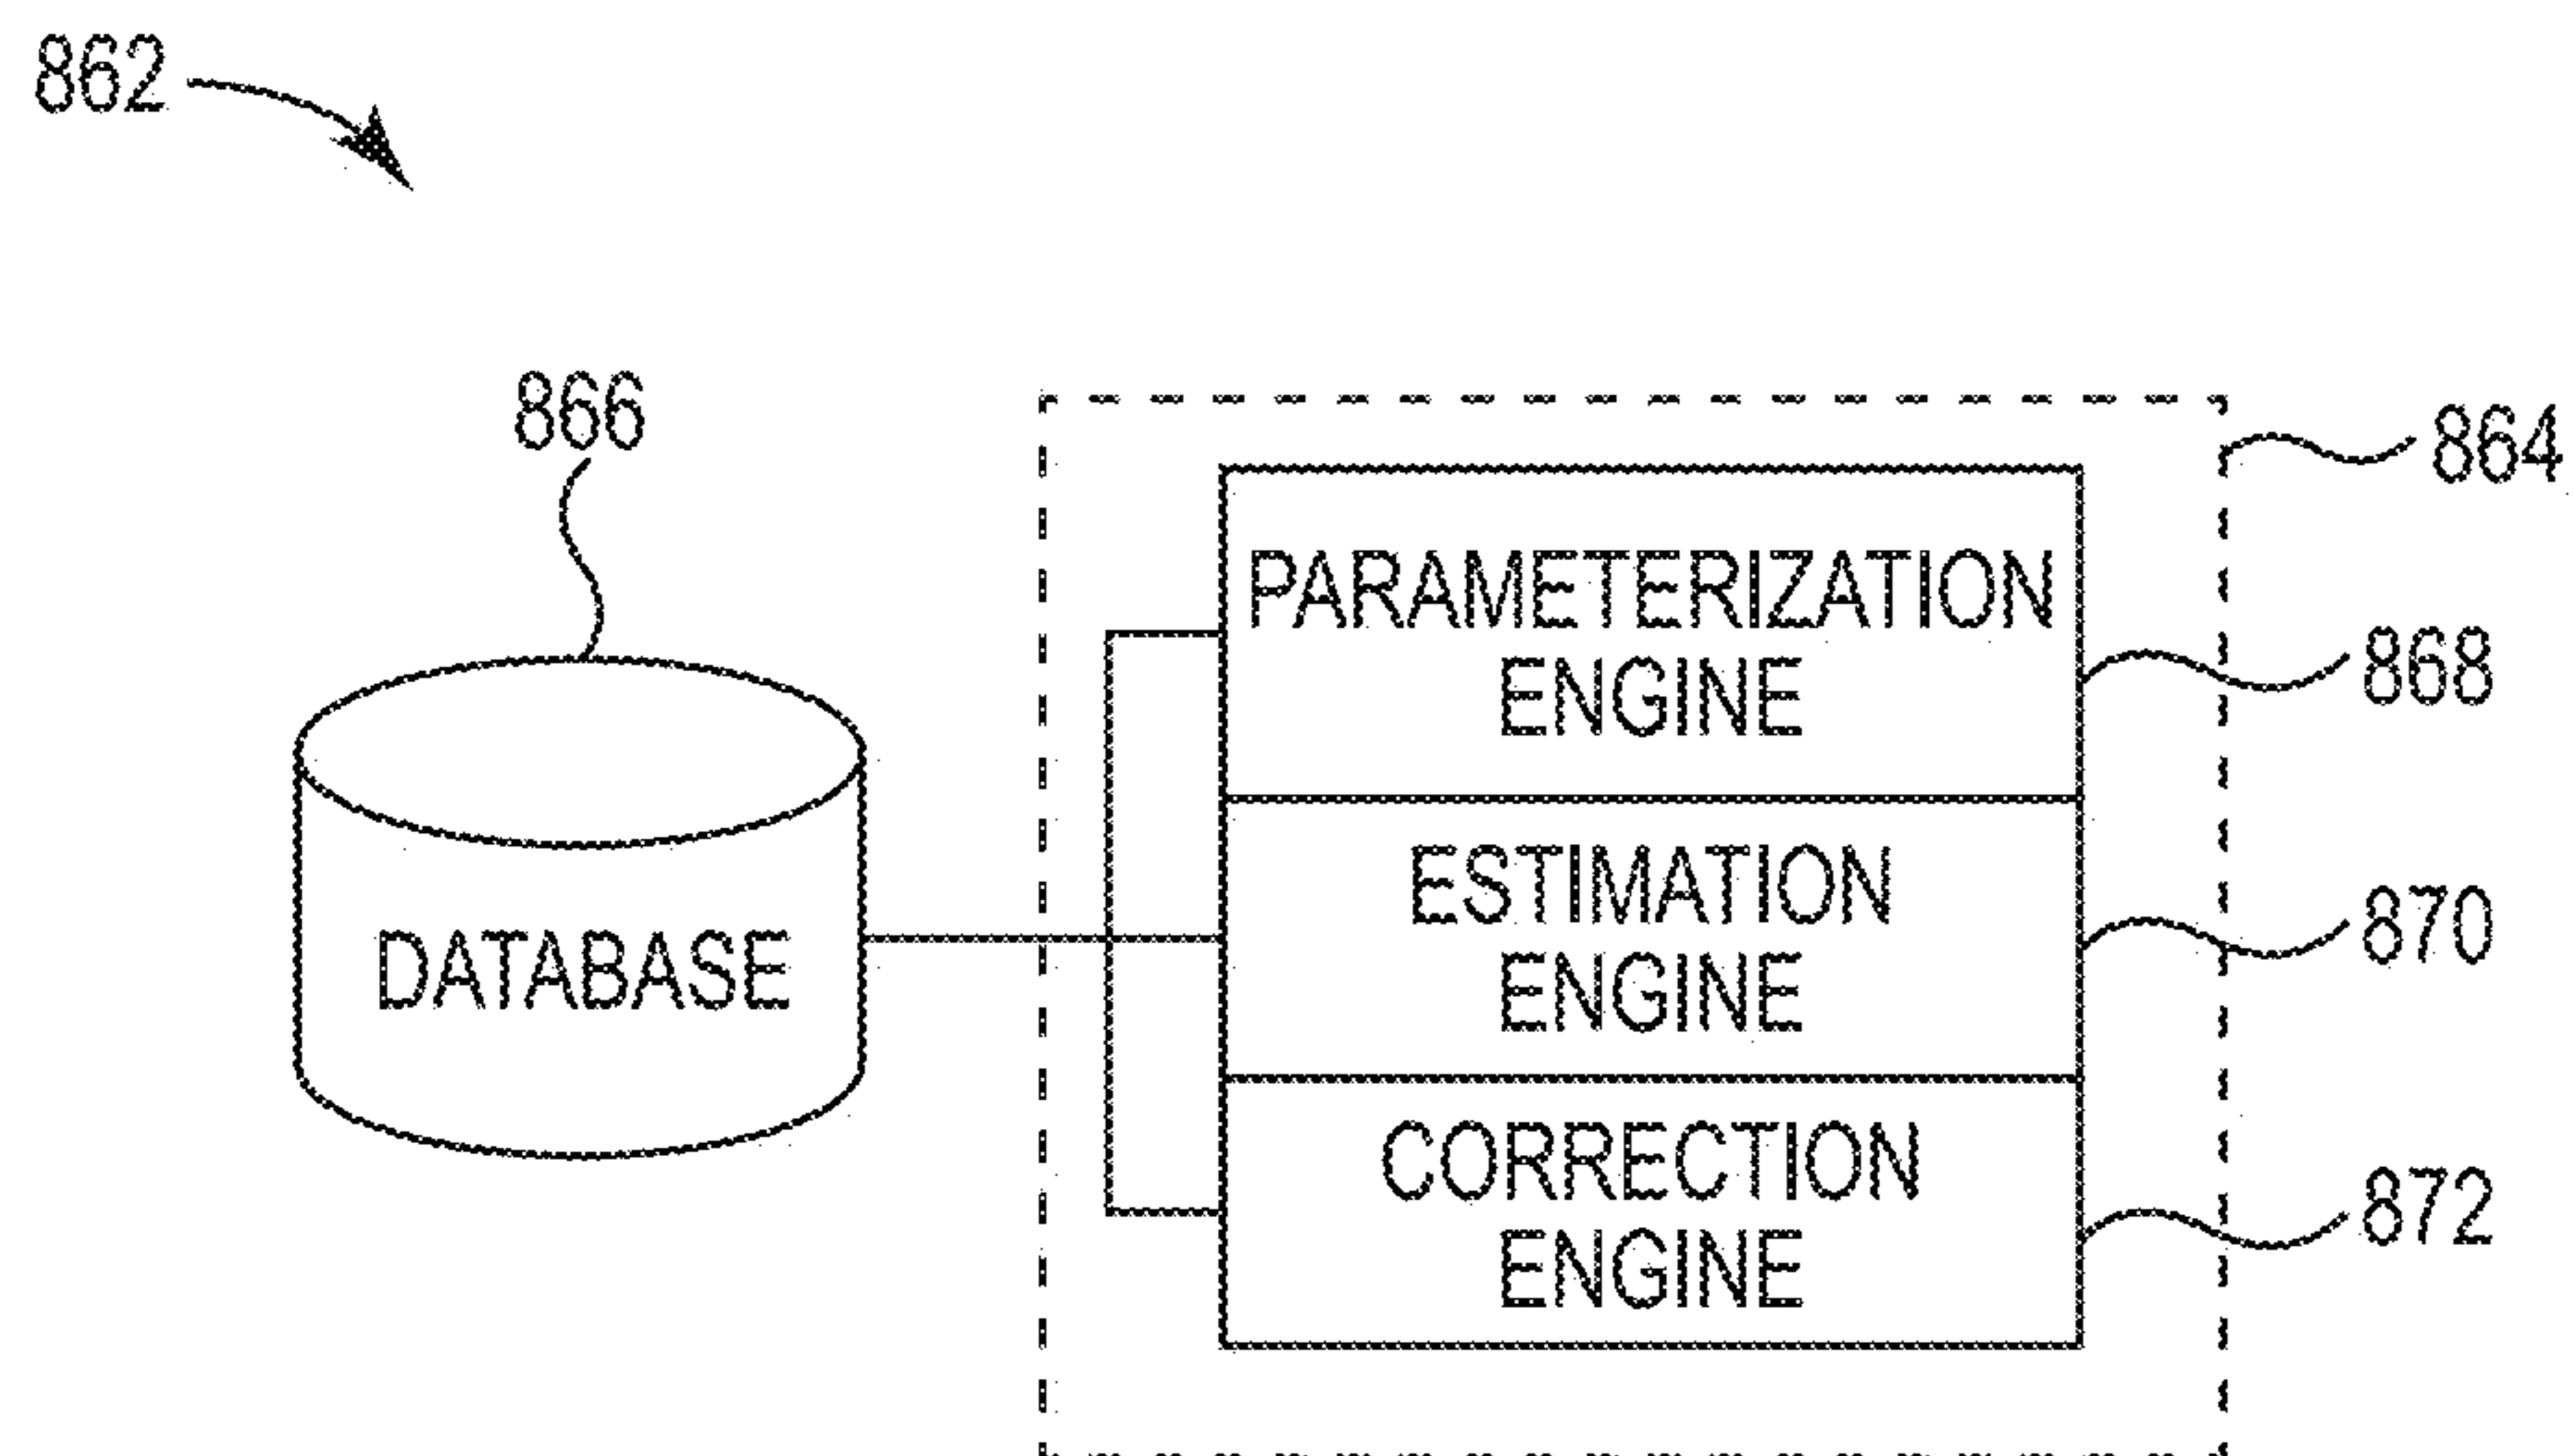 862
866
864
PARAMETERIZATION
ENGINE
868
ESTIMATION
ENGINE
870
DATABASE
CORRECTION
ENGINE
872